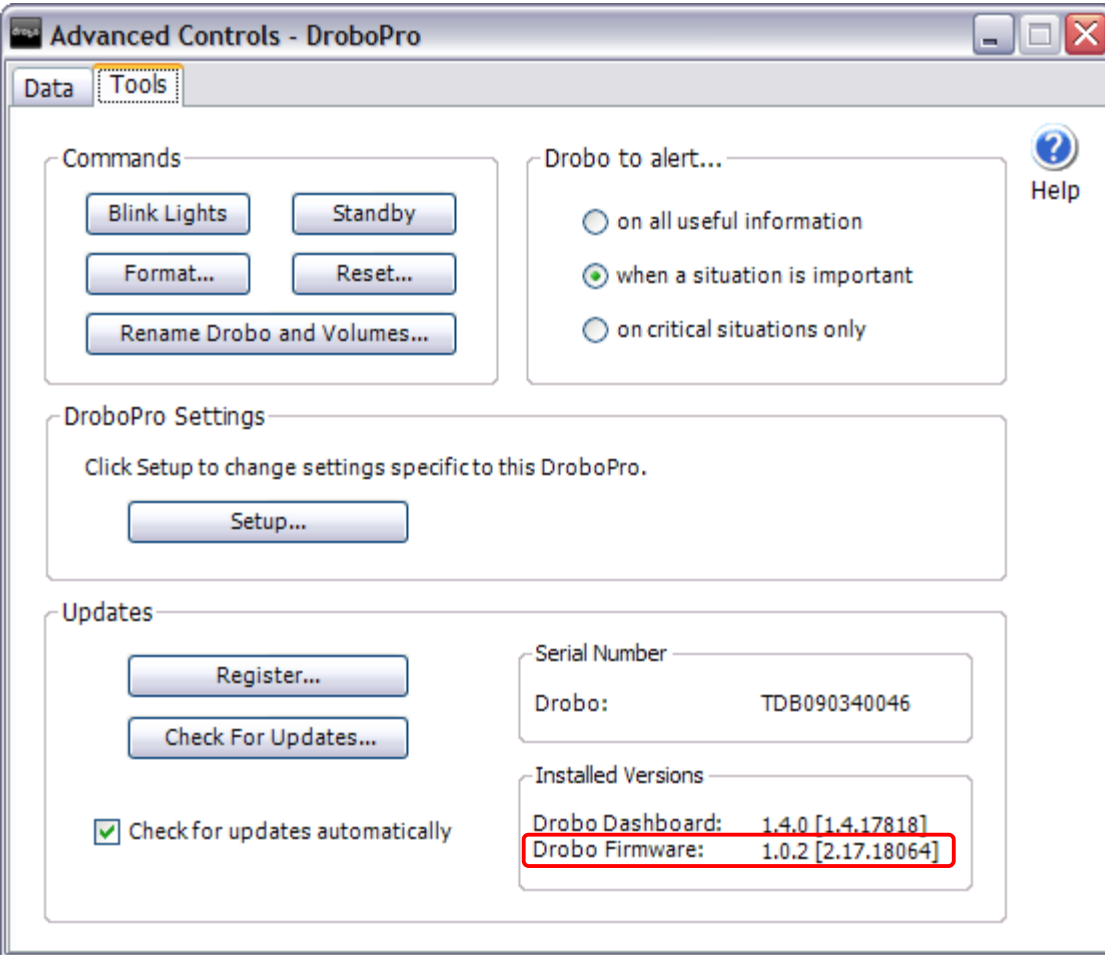 drobo Advanced Controls - DroboPro
Data Tools
Commands
Blink Lights Standby
Format... Reset...
Rename Drobo and Volumes...
Drobo to alert...
on all useful information
when a situation is important
on critical situations only
? Help
DroboPro Settings
Click Setup to change settings specific to this DroboPro.
Setup...
Updates
Register...
Check For Updates...
Check for updates automatically
Serial Number
Drobo: TDB090340046
Installed Versions
Drobo Dashboard: 1.4.0 [1.4.17818]
Drobo Firmware: 1.0.2 [2.17.18064]